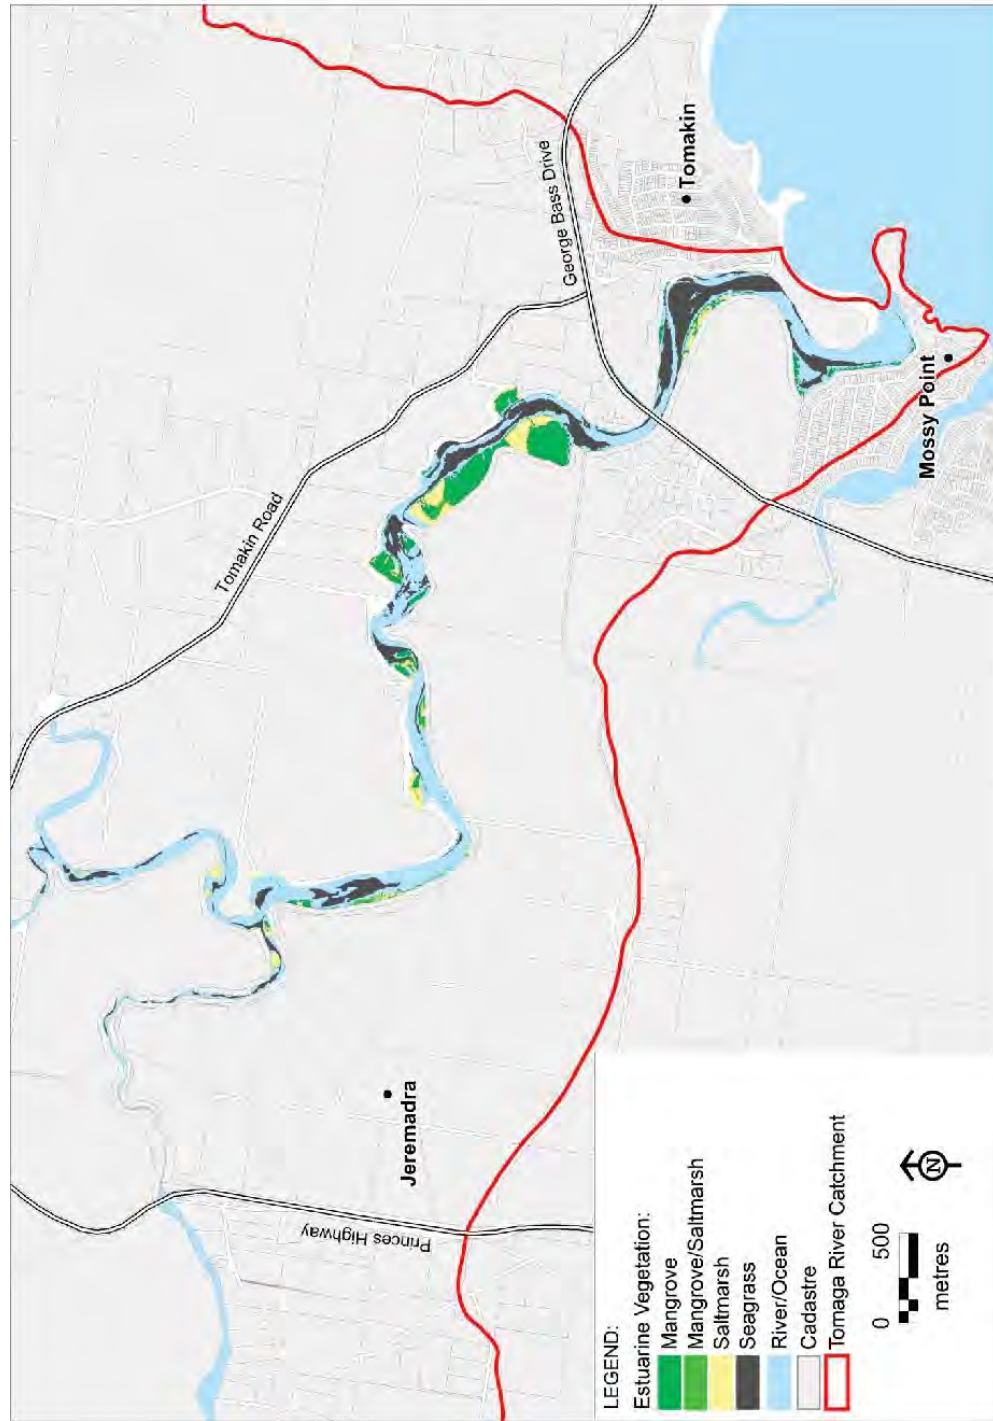 Tomakin
George Bass Drive
Mossy Point
Tomakin Road
Jeremadra
Princes Highway
LEGEND:
Estuarine Vegetation:
Mangrove
Mangrove/Saltmarsh
Saltmarsh
Seagrass
River/Ocean
Cadastre
Tomaga River Catchment
0 500
metres
N